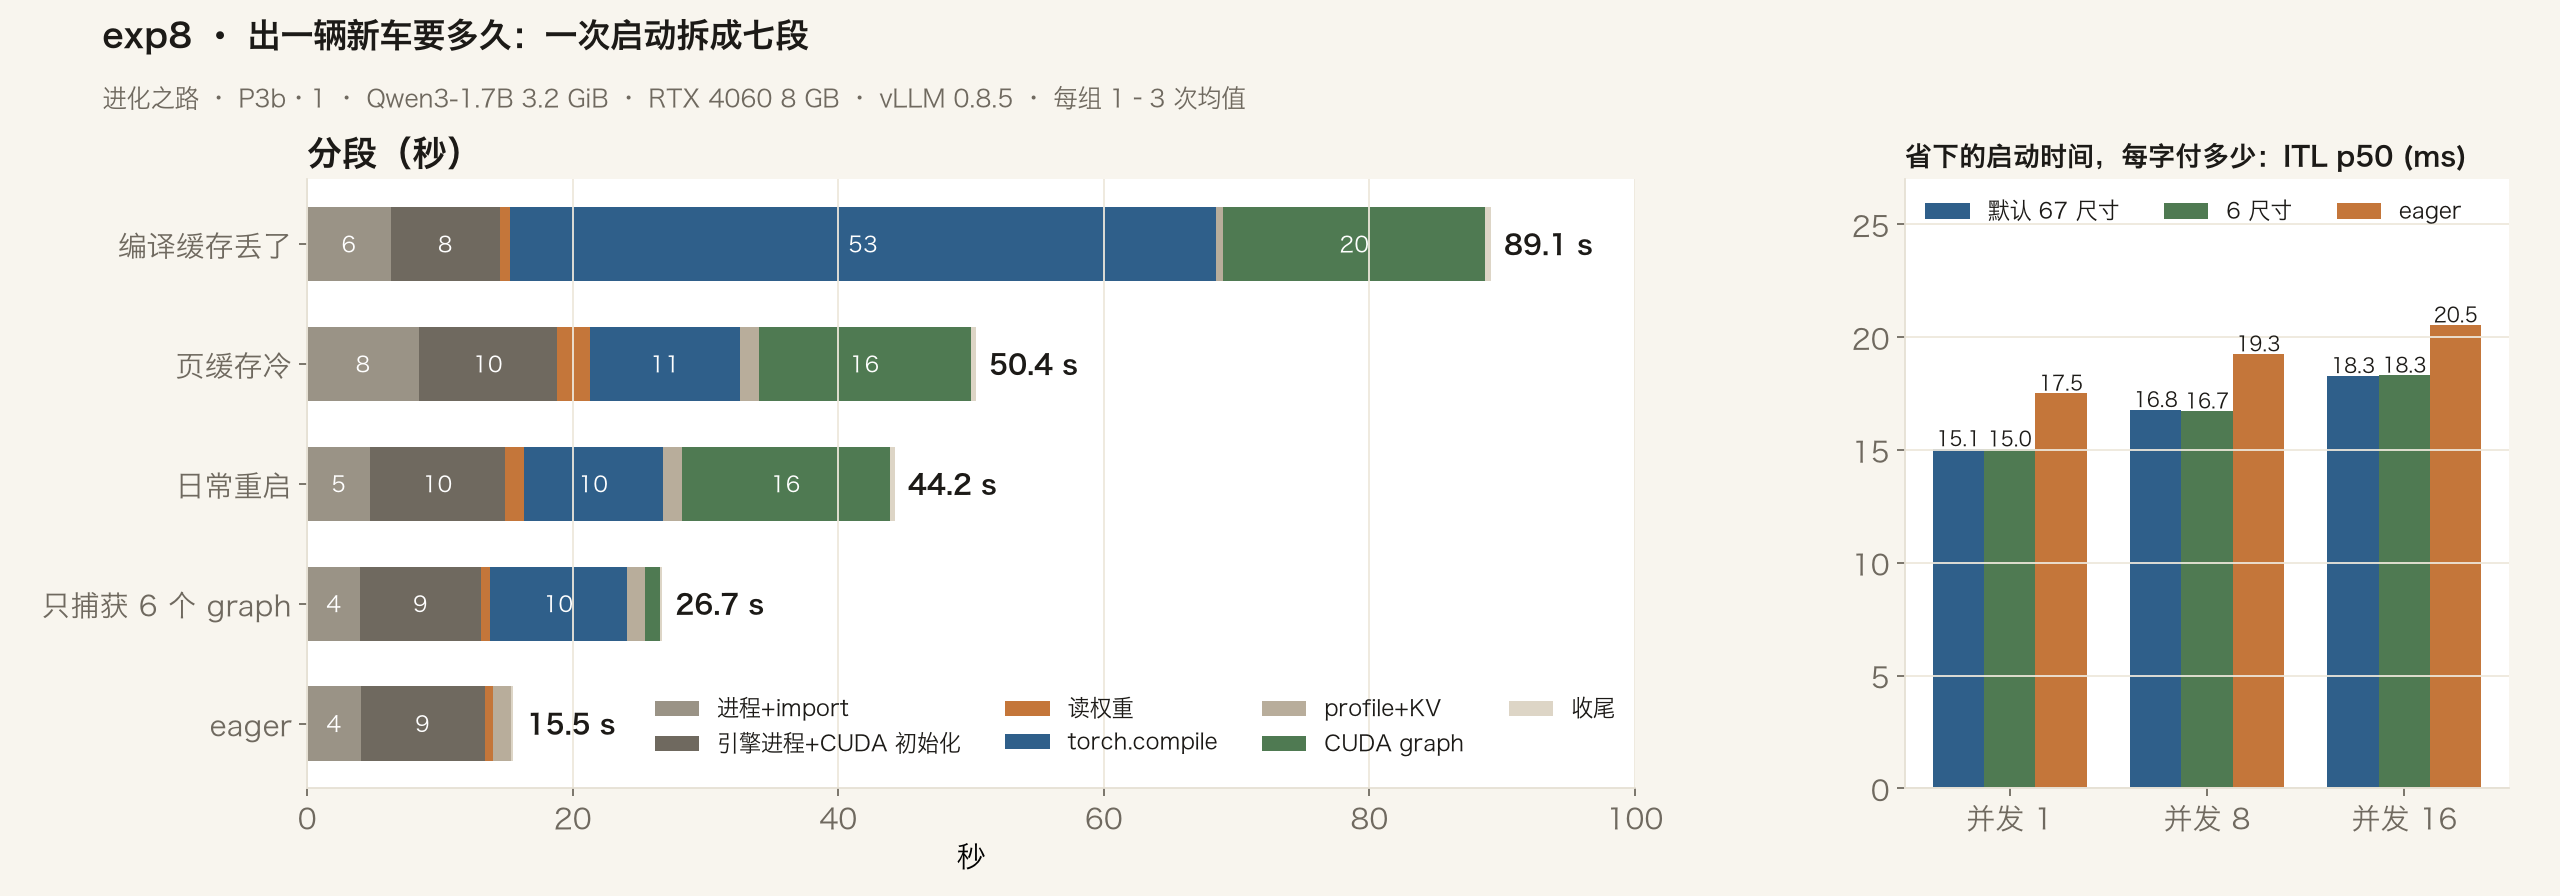 exp8 · 出一辆新车要多久：一次启动拆成七段
进化之路 · P3b · 1 · Qwen3-1.7B 3.2 GiB · RTX 4060 8 GB · vLLM 0.8.5 · 每组 1 - 3 次均值
分段（秒）
编译缓存丢了 6 8 53 20 89.1 s
页缓存冷 8 10 11 16 50.4 s
日常重启 5 10 10 16 44.2 s
只捕获 6 个 graph 4 9 10 26.7 s
eager 4 9 15.5 s
进程+import 读权重 profile+KV 收尾
引擎进程+CUDA 初始化 torch.compile CUDA graph
0 20 40 60 80 100
秒
省下的启动时间，每字付多少：ITL p50 (ms)
默认 67 尺寸 6 尺寸 eager
25
20
15
10
5
0
15.1 15.0 17.5
16.8 16.7 19.3
18.3 18.3 20.5
并发 1 并发 8 并发 16